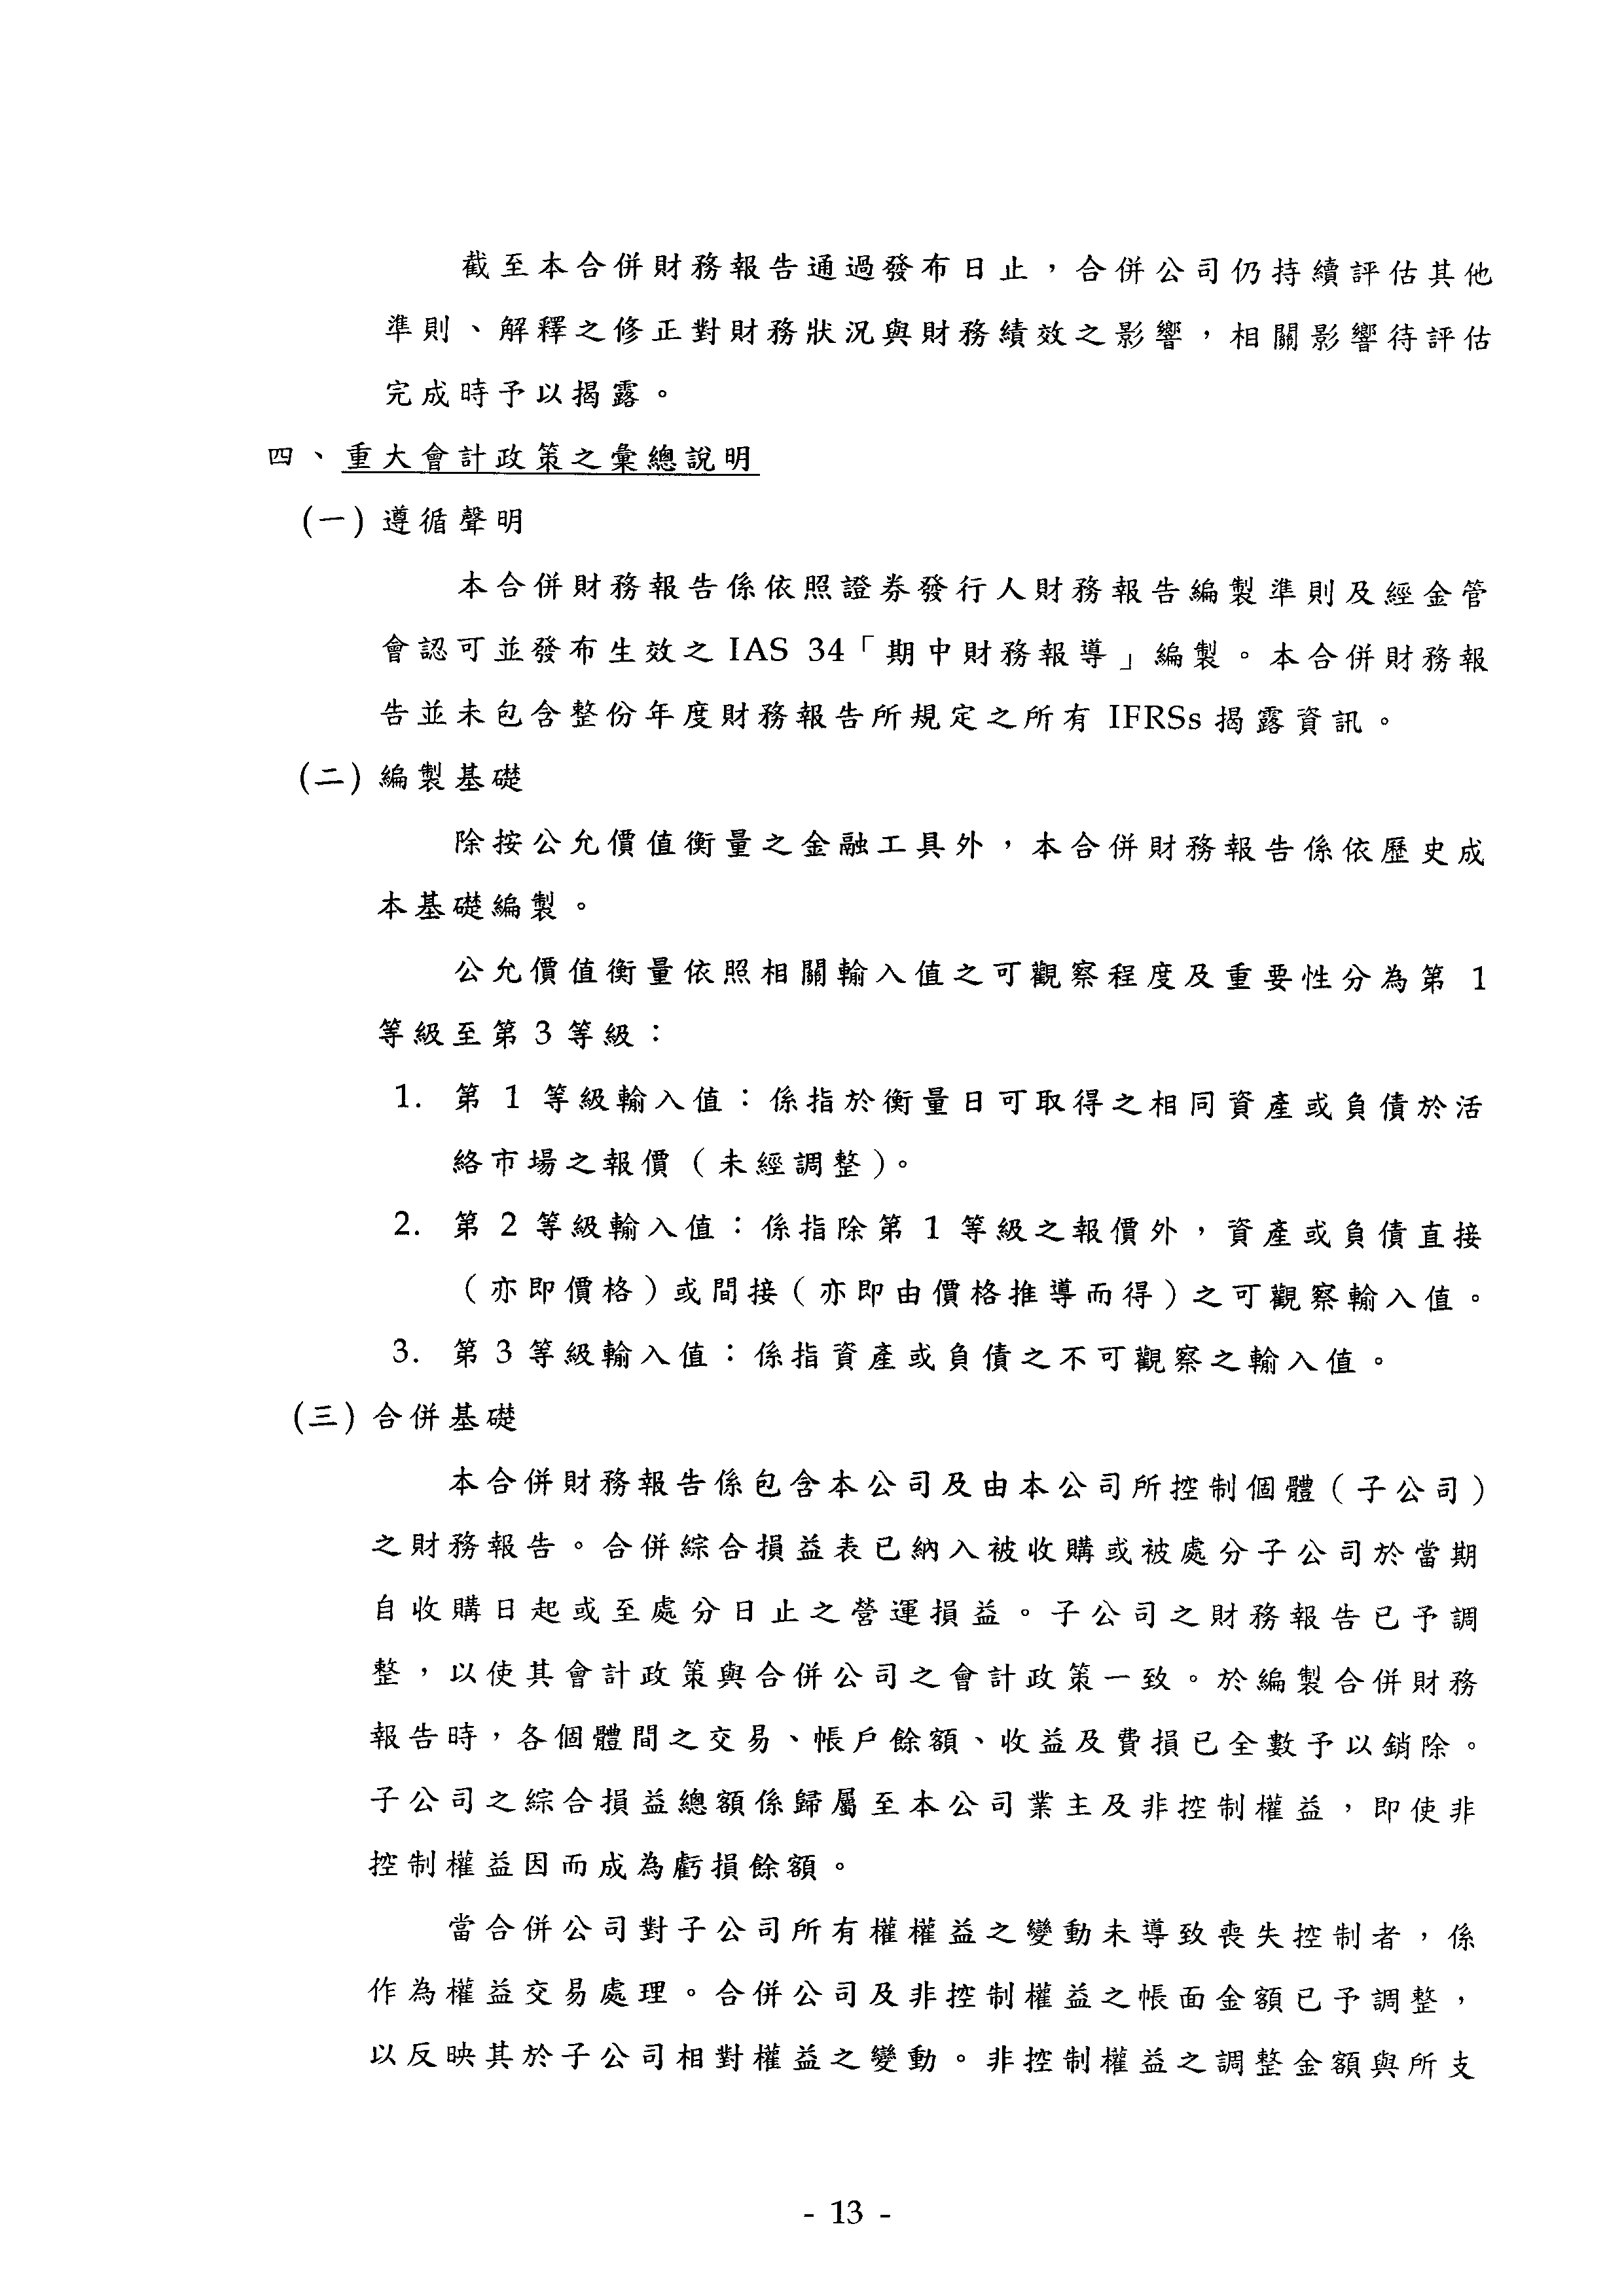 截至本合併財務報告通過發布日止，合併公司仍持續評估其他
準則、解釋之修正對財務狀況與財務績效之影響，相關影響待評估
完成時予以揭露。
四、重大會計政策之彙總說明
(一) 遵循聲明
本合併財務報告係依照證券發行人財務報告編製準則及經金管
會認可並發布生效之 IAS 34「期中財務報導」編製。本合併財務報
告並未包含整份年度財務報告所規定之所有 IFRSs 揭露資訊。
(二) 編製基礎
除按公允價值衡量之金融工具外，本合併財務報告係依歷史成
本基礎編製。
公允價值衡量依照相關輸入值之可觀察程度及重要性分為第 1
等級至第 3 等級：
1. 第 1 等級輸入值：係指於衡量日可取得之相同資產或負債於活
絡市場之報價（未經調整）。
2. 第 2 等級輸入值：係指除第 1 等級之報價外，資產或負債直接
（亦即價格）或間接（亦即由價格推導而得）之可觀察輸入值。
3. 第 3 等級輸入值：係指資產或負債之不可觀察之輸入值。
(三) 合併基礎
本合併財務報告係包含本公司及由本公司所控制個體（子公司）
之財務報告。合併綜合損益表已納入被收購或被處分子公司於當期
自收購日起或至處分日止之營運損益。子公司之財務報告已予調
整，以使其會計政策與合併公司之會計政策一致。於編製合併財務
報告時，各個體間之交易、帳戶餘額、收益及費損已全數予以銷除。
子公司之綜合損益總額係歸屬至本公司業主及非控制權益，即使非
控制權益因而成為虧損餘額。
當合併公司對子公司所有權權益之變動未導致喪失控制者，係
作為權益交易處理。合併公司及非控制權益之帳面金額已予調整，
以反映其於子公司相對權益之變動。非控制權益之調整金額與所支
- 13 -